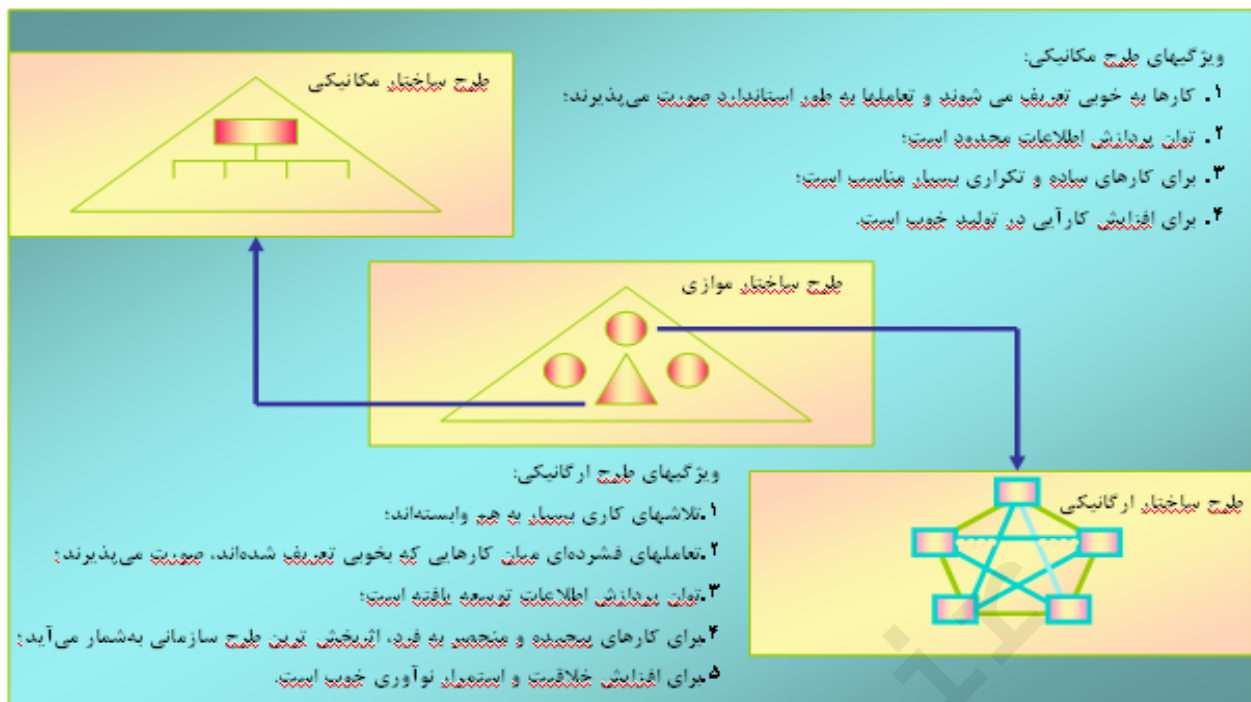 طرح ساختار مکانیکی
ویژگیهای طرح مکانیکی:
۱. کارها به خوبی تعریف می شوند و تعاملها به طور استاندارد صورت می‌پذیرند؛
۲. توان پردازش اطلاعات محدود است؛
۳. برای کارهای ساده و تکراری بسیار مناسب است؛
۴. برای افزایش کارآیی در تولید خوب است.
طرح ساختار موازی
ویژگیهای طرح ارگانیکی:
۱.تلاشهای کاری بسیار به هم وابسته‌اند؛
۲.تعاملهای فشرده‌ای میان کارهایی که بخوبی تعریف شده‌اند، صورت می‌پذیرند؛
۳.توان پردازش اطلاعات توسعه یافته است؛
۴.برای کارهای پیچیده و منحصر به فرد، اثربخش ترین طرح سازمانی به‌شمار می‌آید؛
۵.برای افزایش خلاقیت و استمرار نوآوری خوب است.
طرح ساختار ارگانیکی